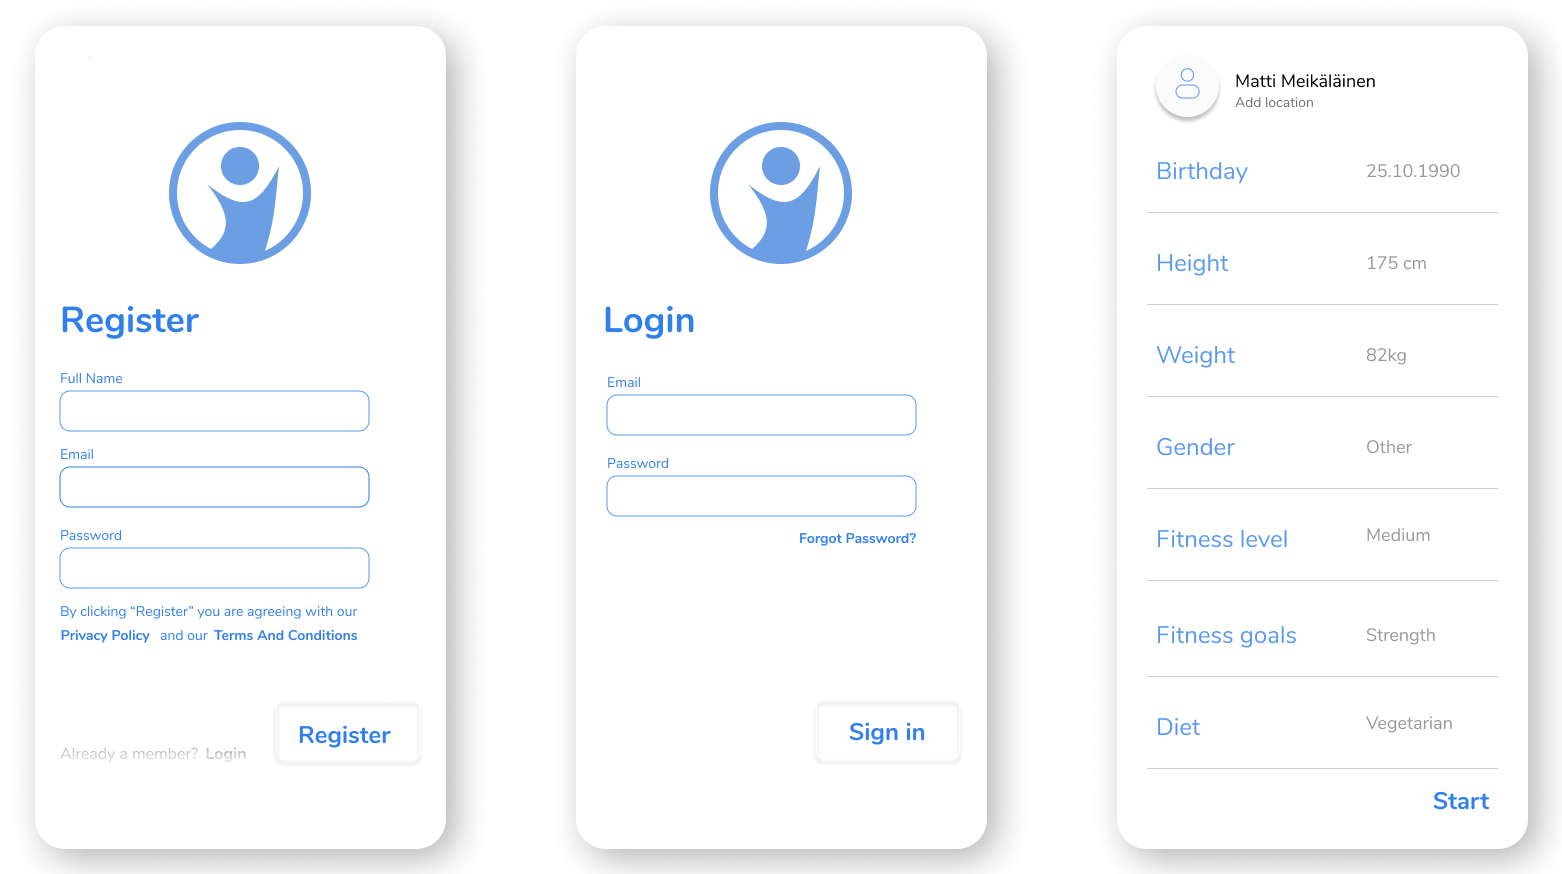 Register
Full Name
Email
Password
By clicking “Register” you are agreeing with our
Privacy Policy and our Terms And Conditions
Register
Already a member? Login
Login
Email
Password
Forgot Password?
Sign in
Matti Meikäläinen
Add location
Birthday 25.10.1990
Height 175 cm
Weight 82kg
Gender Other
Fitness level Medium
Fitness goals Strength
Diet Vegetarian
Start